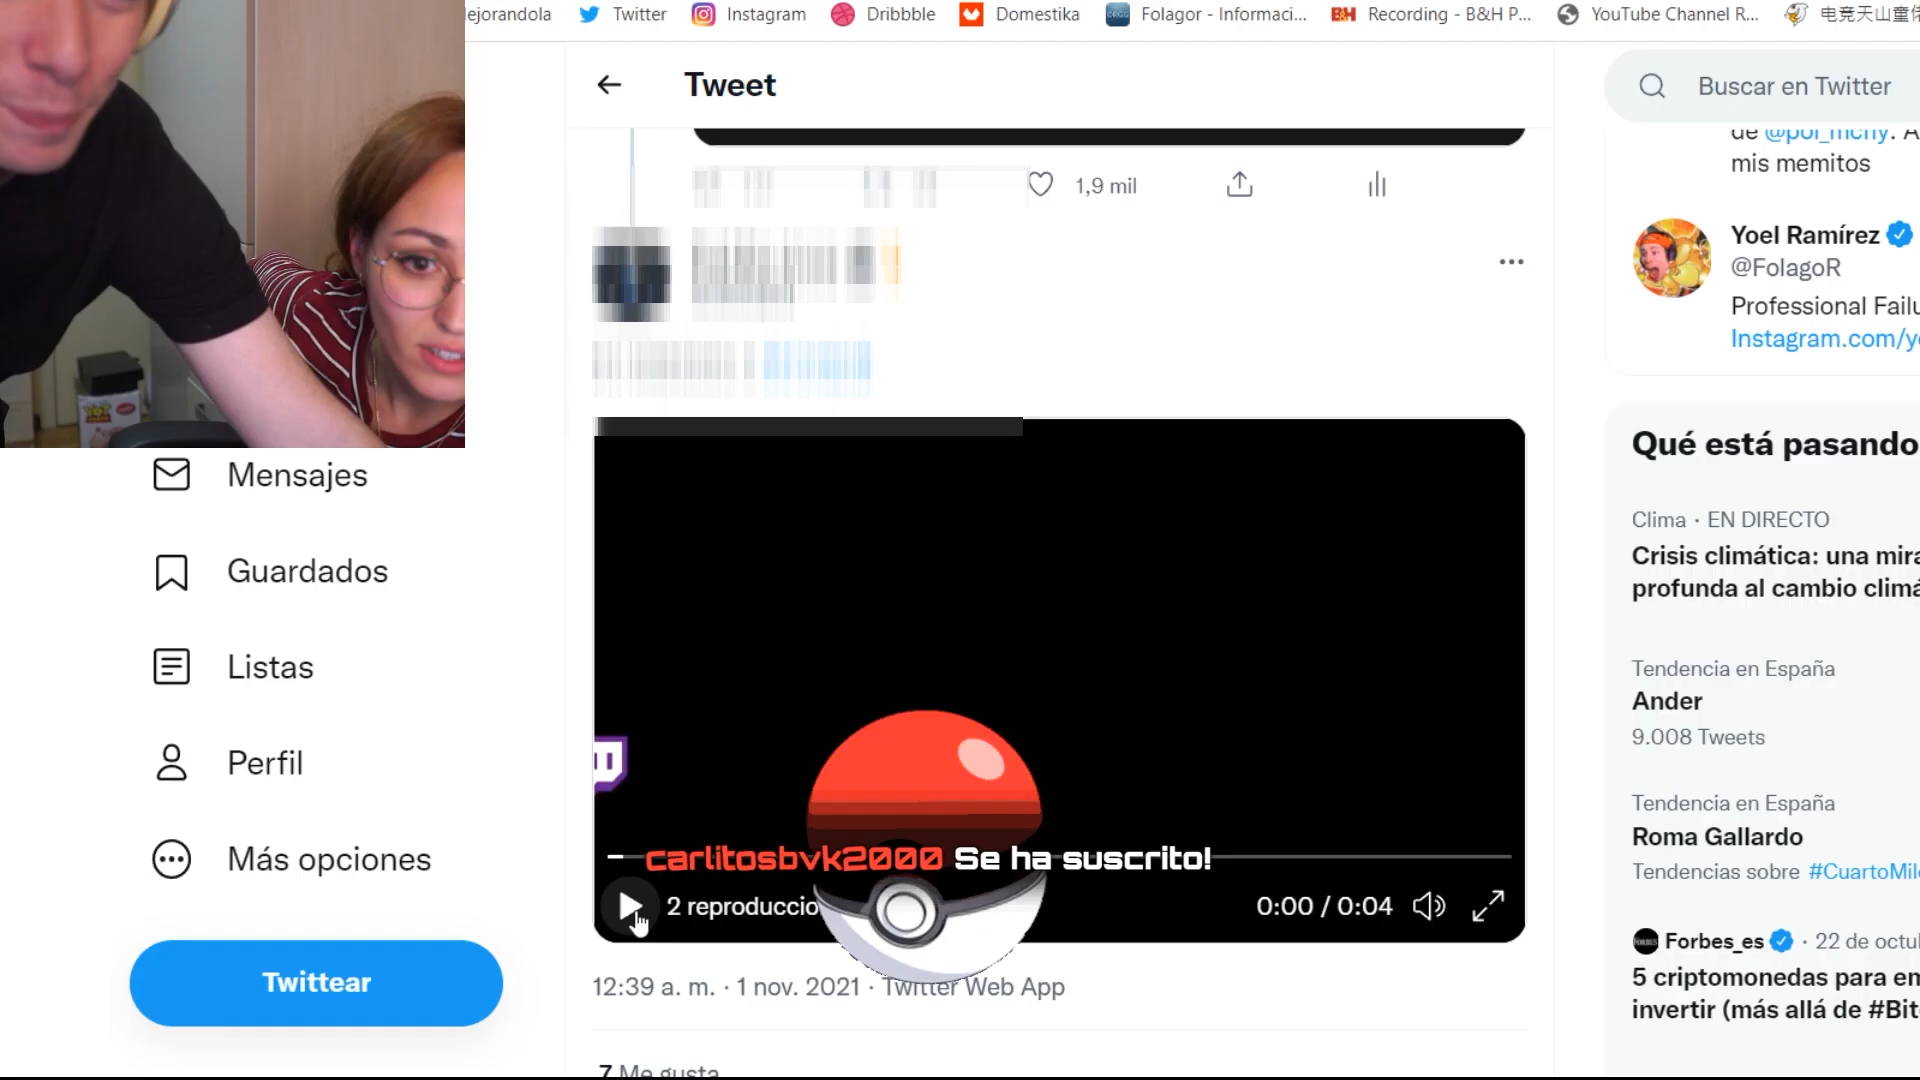 ejorandola
Twitter
Instagram
Dribbble
Domestika
Folagor - Informaci...
B&H
Recording - B&H P...
YouTube Channel R...
电竞天山童
Tweet
Buscar en Twitter
de @pol_mchy. A
mis memitos
1,9 mil
Yoel Ramírez
@FolagoR
Professional Failu
Instagram.com/y
Mensajes
Guardados
Listas
Perfil
Más opciones
Twittear
carlitosbvk2000 Se ha suscrito!
2 reproduccio
0:00 / 0:04
12:39 a. m. · 1 nov. 2021 · Twitter Web App
7 Me gusta
Qué está pasando
Clima · EN DIRECTO
Crisis climática: una mira
profunda al cambio climá
Tendencia en España
Ander
9.008 Tweets
Tendencia en España
Roma Gallardo
Tendencias sobre #CuartoMil
Forbes_es · 22 de octu
5 criptomonedas para em
invertir (más allá de #Bit